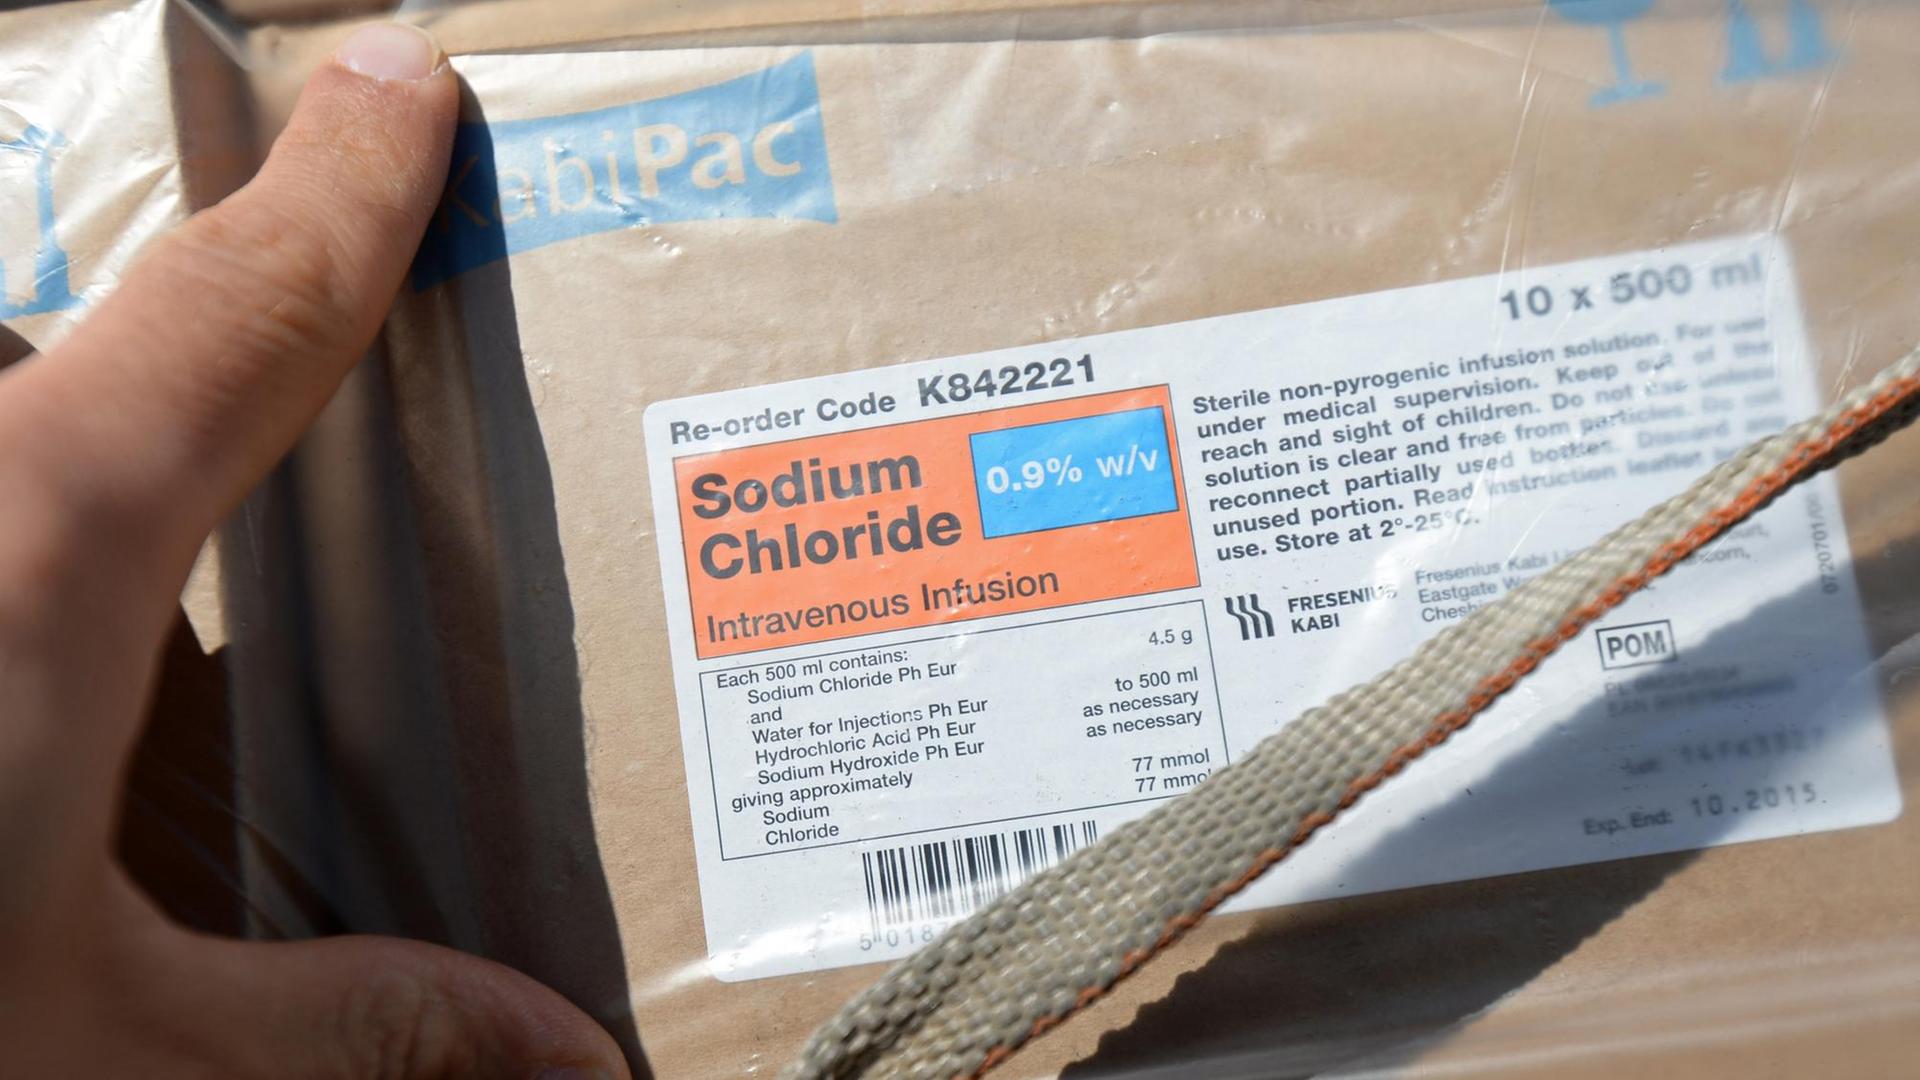 KabiPac
10 x 500 ml
Re-order Code K842221
Sodium
Chloride
0.9% w/v
Intravenous Infusion
Sterile non-pyrogenic infusion solution. For use
under medical supervision. Keep out of the
reach and sight of children. Do not use unless
solution is clear and free from particles. Do not
reconnect partially used bottles. Discard any
unused portion. Read instruction leaflet
use. Store at 2°-25°C.
Each 500 ml contains:
Sodium Chloride Ph Eur 4.5 g
and
Water for Injections Ph Eur to 500 ml
Hydrochloric Acid Ph Eur as necessary
Sodium Hydroxide Ph Eur as necessary
giving approximately
Sodium 77 mmol
Chloride 77 mmol
FRESENIUS
KABI
Fresenius Kabi
Eastgate
POM
Exp. End: 10.2015
5 018